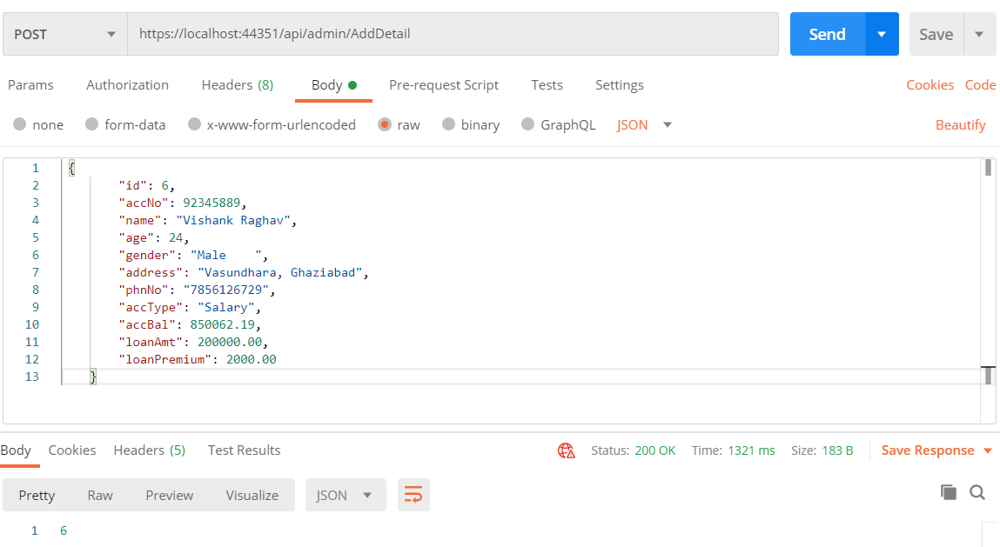 POST https://localhost:44351/api/admin/AddDetail Send Save
Params Authorization Headers (8) Body Pre-request Script Tests Settings Cookies Code
none form-data x-www-form-urlencoded raw binary GraphQL JSON Beautify
1 {
2 "id": 6,
3 "accNo": 92345889,
4 "name": "Vishank Raghav",
5 "age": 24,
6 "gender": "Male    ",
7 "address": "Vasundhara, Ghaziabad",
8 "phnNo": "7856126729",
9 "accType": "Salary",
10 "accBal": 850062.19,
11 "loanAmt": 200000.00,
12 "loanPremium": 2000.00
13 }
Body Cookies Headers (5) Test Results Status: 200 OK Time: 1321 ms Size: 183 B Save Response
Pretty Raw Preview Visualize JSON
1 6